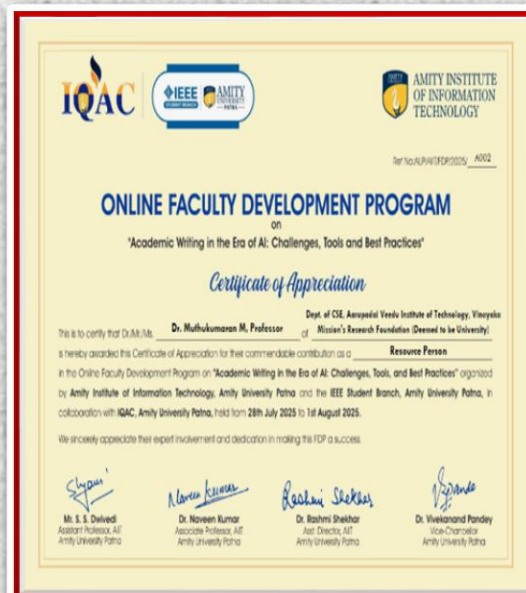 IQAC
IEEE
STUDENT BRANCH
AMITY
UNIVERSITY
PATNA
AMITY
AMITY INSTITUTE
OF INFORMATION
TECHNOLOGY
Ref No:AUP/AIIT/FDP/2025/ A002
ONLINE FACULTY DEVELOPMENT PROGRAM
on
"Academic Writing in the Era of AI: Challenges, Tools and Best Practices"
Certificate of Appreciation
This is to certify that Dr./Mr./Ms. Dr. Muthukumaran M, Professor of Dept. of CSE, Aarupadai Veedu Institute of Technology, Vinayaka Mission's Research Foundation (Deemed to be University)
is hereby awarded this Certificate of Appreciation for their commendable contribution as a Resource Person
in the Online Faculty Development Program on "Academic Writing in the Era of AI: Challenges, Tools, and Best Practices" organized
by Amity Institute of Information Technology, Amity University Patna and the IEEE Student Branch, Amity University Patna, in
collaboration with IQAC, Amity University Patna, held from 28th July 2025 to 1st August 2025.
We sincerely appreciate their expert involvement and dedication in making this FDP a success.
Naveen Kumar
Rashmi Shekhar
Mr. S. S. Dwivedi
Assistant Professor, AIIT
Amity University Patna
Dr. Naveen Kumar
Associate Professor, AIIT
Amity University Patna
Dr. Rashmi Shekhar
Asst. Director, AIIT
Amity University Patna
Dr. Vivekanand Pandey
Vice-Chancellor
Amity University Patna